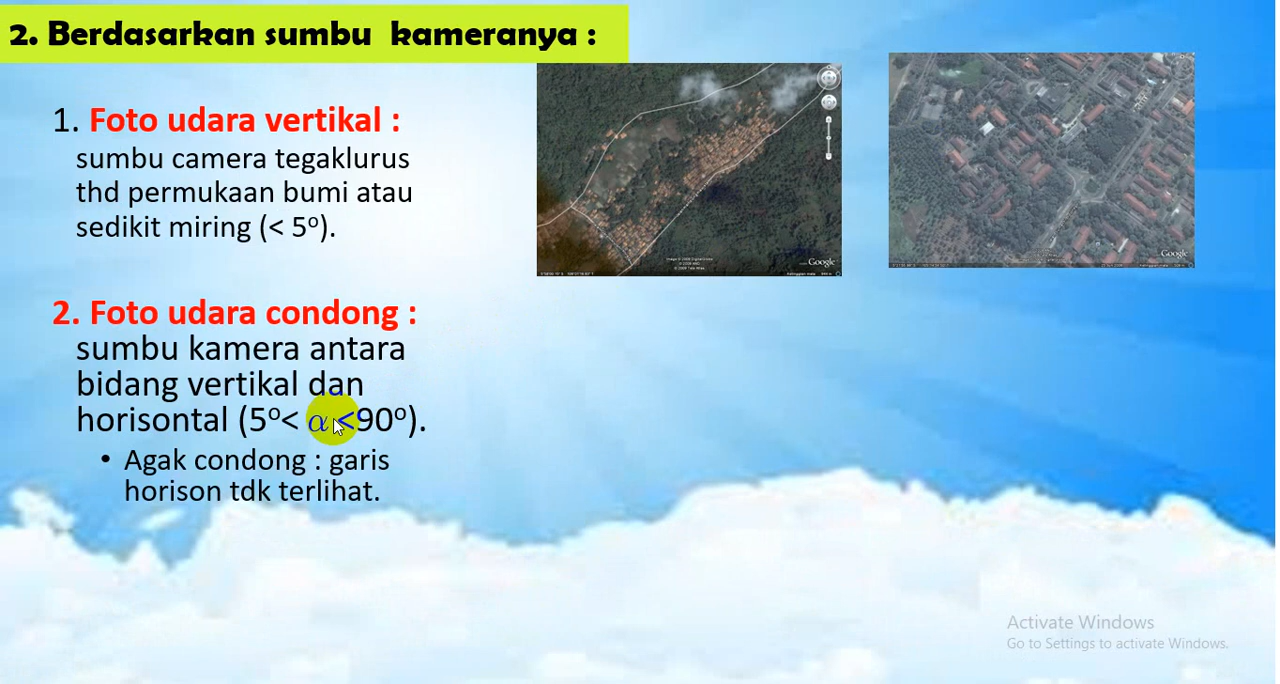 2. Berdasarkan sumbu kameranya :
1. Foto udara vertikal :
sumbu camera tegaklurus
thd permukaan bumi atau
sedikit miring (< 5º).
2. Foto udara condong :
sumbu kamera antara
bidang vertikal dan
horisontal (5º< α <90º).
• Agak condong : garis
horison tdk terlihat.
Google
Google
Activate Windows
Go to Settings to activate Windows.